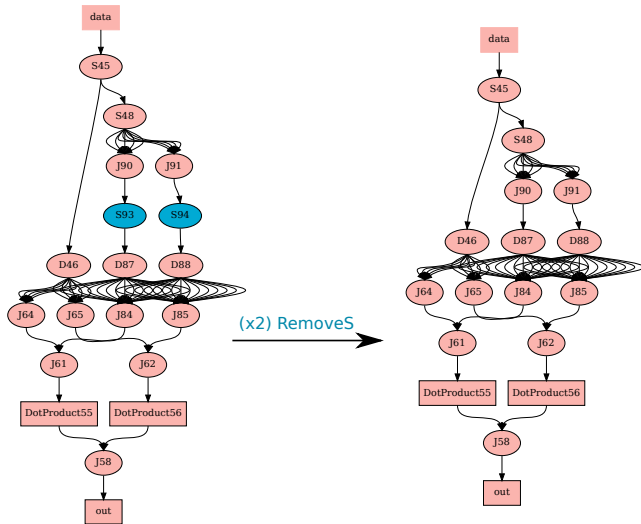 data
S45
S48
J90 J91
S93 S94
D46 D87 D88
J64 J65 J84 J85
J61 J62
DotProduct55 DotProduct56
J58
out
(x2) RemoveS
data
S45
S48
J90 J91
D46 D87 D88
J64 J65 J84 J85
J61 J62
DotProduct55 DotProduct56
J58
out